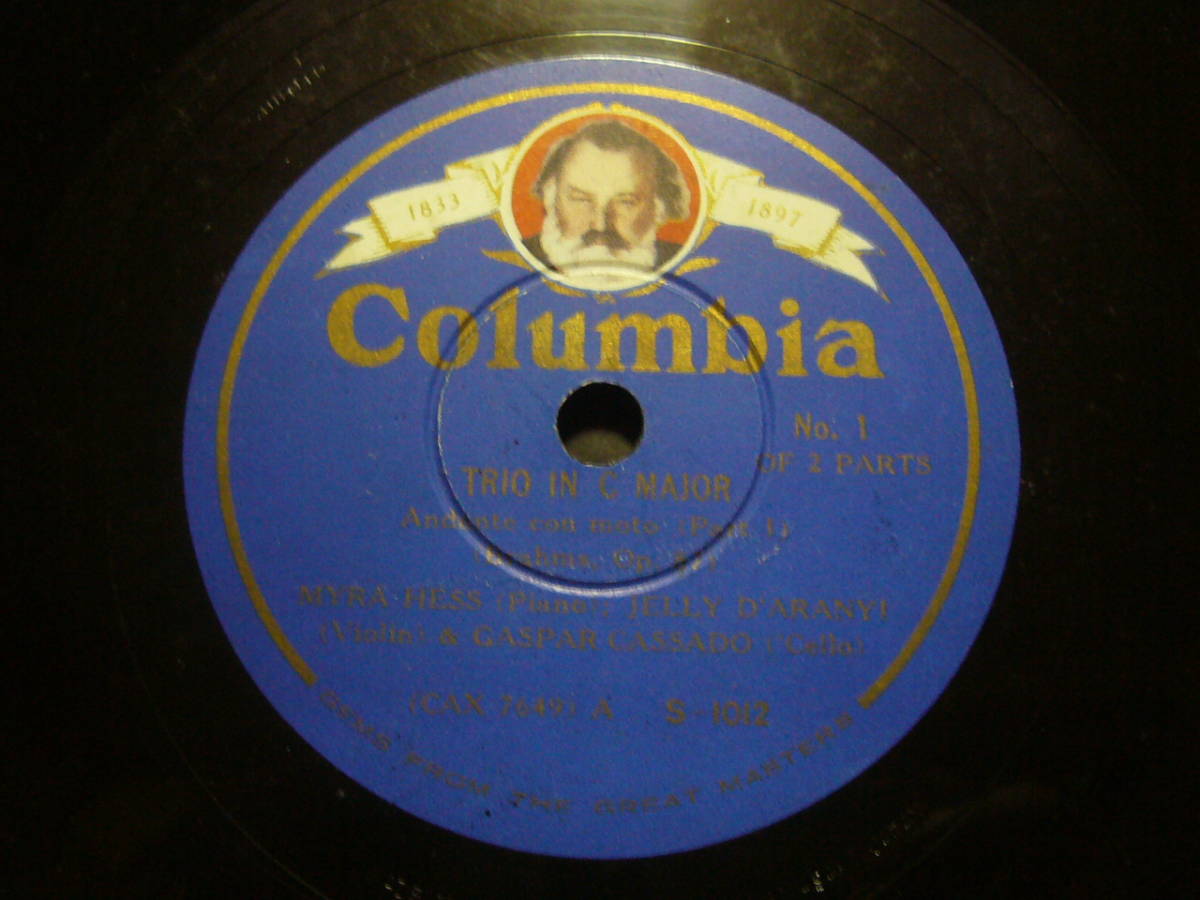 1833
1897
Columbia
No. 1
OF 2 PARTS
TRIO IN C MAJOR
Andante con moto (Part 1)
(Brahms, Op. 87)
MYRA HESS (Piano), JELLY D'ARANYI
(Violin) & GASPAR CASSADO ('Cello)
(CAX 7649) A S-1012
GEMS FROM THE GREAT MASTERS